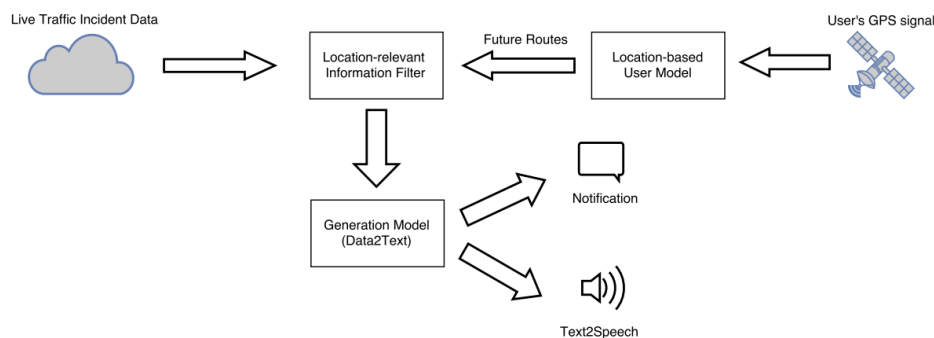 Live Traffic Incident Data
User's GPS signal
Location-relevant
Information Filter
Future Routes
Location-based
User Model
Generation Model
(Data2Text)
Notification
Text2Speech